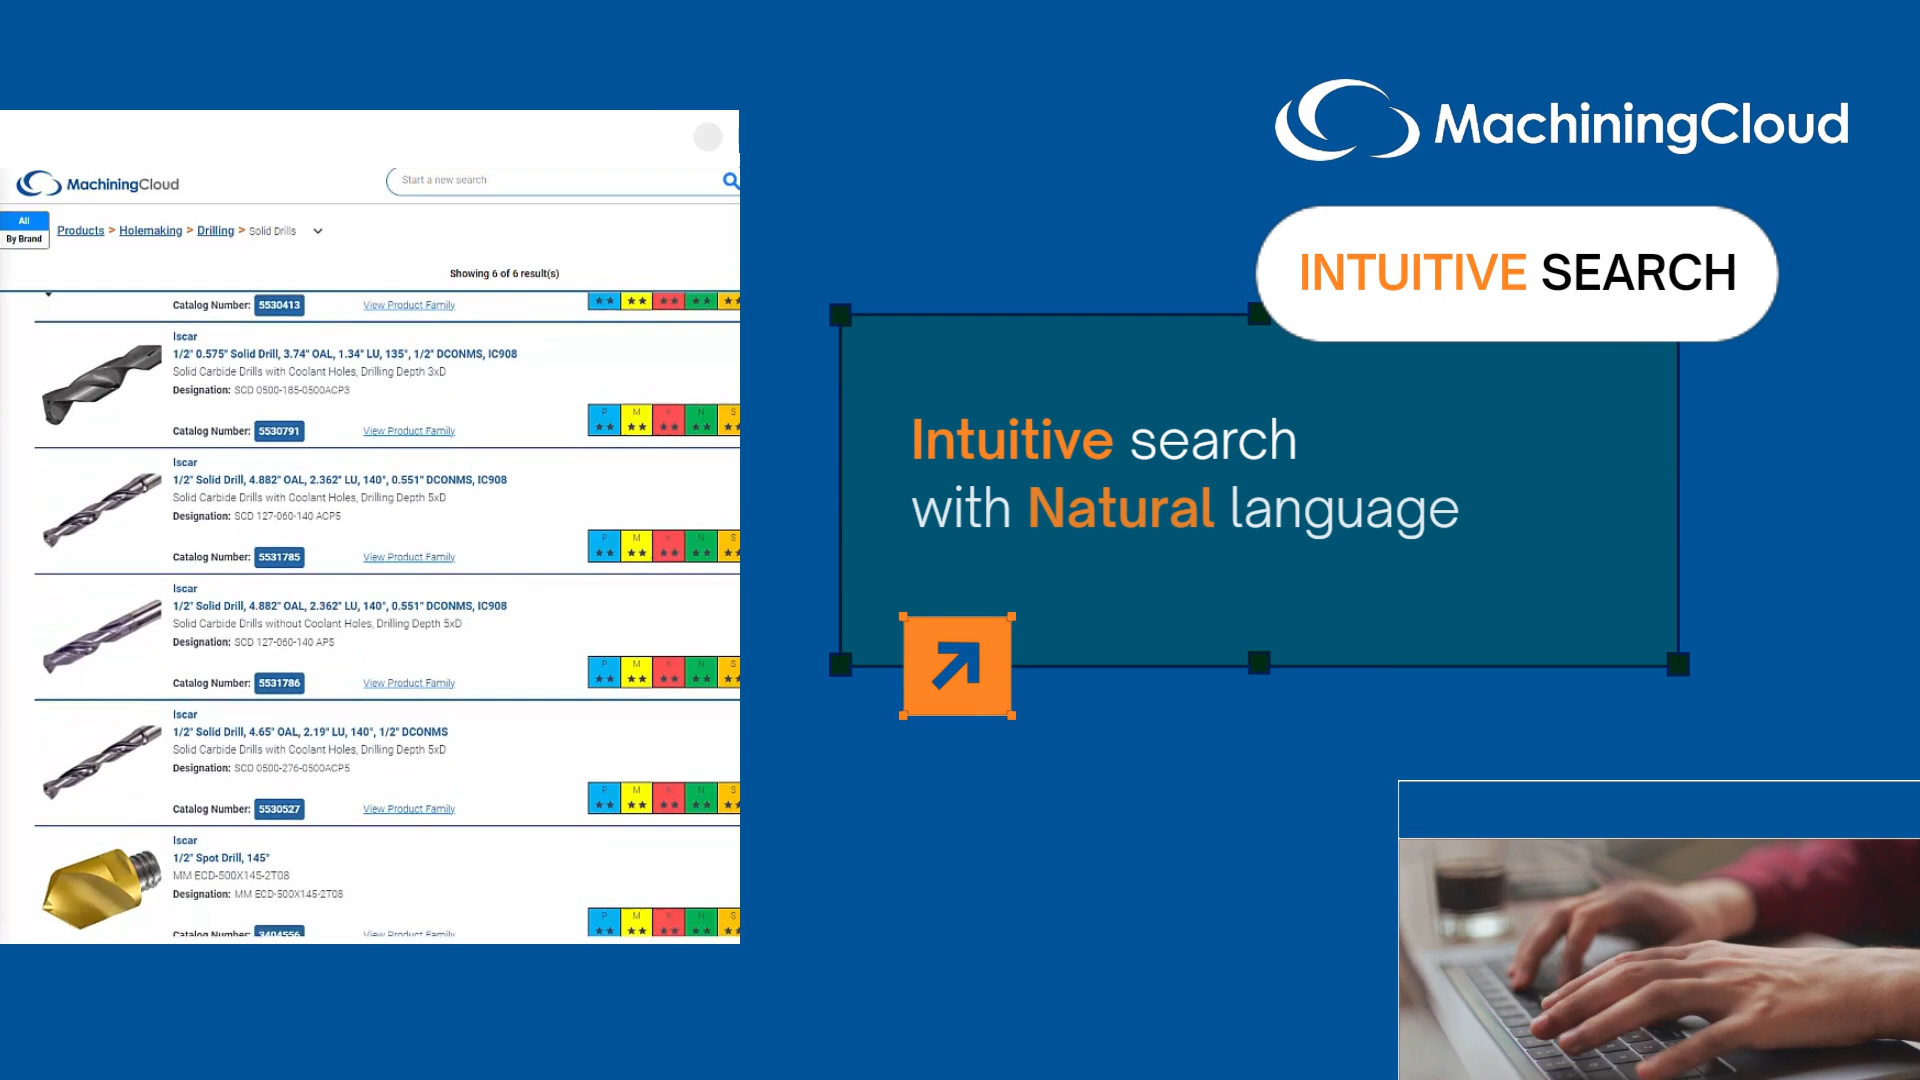 MachiningCloud
Start a new search
All
By Brand
Products > Holemaking > Drilling > Solid Drills
Showing 6 of 6 result(s)
Catalog Number: 5530413 View Product Family
★★ ★★ ★★ ★★ ★★
Iscar
1/2" 0.575" Solid Drill, 3.74" OAL, 1.34" LU, 135°, 1/2" DCONMS, IC908
Solid Carbide Drills with Coolant Holes, Drilling Depth 3xD
Designation: SCD 0500-185-0500ACP3
P M K N S
★★ ★★ ★★ ★★ ★★
Catalog Number: 5530791 View Product Family
Iscar
1/2" Solid Drill, 4.882" OAL, 2.362" LU, 140°, 0.551" DCONMS, IC908
Solid Carbide Drills with Coolant Holes, Drilling Depth 5xD
Designation: SCD 127-060-140 ACP5
P M K N S
★★ ★★ ★★ ★★ ★★
Catalog Number: 5531785 View Product Family
Iscar
1/2" Solid Drill, 4.882" OAL, 2.362" LU, 140°, 0.551" DCONMS, IC908
Solid Carbide Drills without Coolant Holes, Drilling Depth 5xD
Designation: SCD 127-060-140 AP5
P M K N S
★★ ★★ ★★ ★★ ★★
Catalog Number: 5531786 View Product Family
Iscar
1/2" Solid Drill, 4.65" OAL, 2.19" LU, 140°, 1/2" DCONMS
Solid Carbide Drills with Coolant Holes, Drilling Depth 5xD
Designation: SCD 0500-276-0500ACP5
P M K N S
★★ ★★ ★★ ★★ ★★
Catalog Number: 5530527 View Product Family
Iscar
1/2" Spot Drill, 145°
MM ECD-500X145-2T08
Designation: MM ECD-500X145-2T08
P M K N S
★★ ★★ ★★ ★★ ★★
Catalog Number: 3404556 View Product Family
MachiningCloud
INTUITIVE SEARCH
Intuitive search
with Natural language